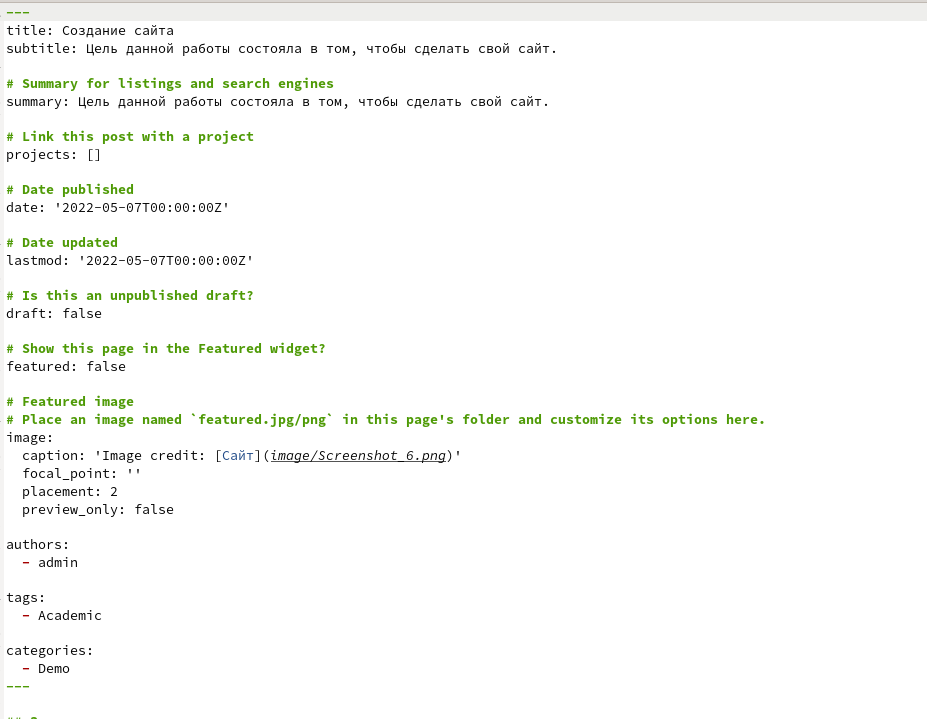 ---
title: Создание сайта
subtitle: Цель данной работы состояла в том, чтобы сделать свой сайт.
# Summary for listings and search engines
summary: Цель данной работы состояла в том, чтобы сделать свой сайт.
# Link this post with a project
projects: []
# Date published
date: '2022-05-07T00:00:00Z'
# Date updated
lastmod: '2022-05-07T00:00:00Z'
# Is this an unpublished draft?
draft: false
# Show this page in the Featured widget?
featured: false
# Featured image
# Place an image named `featured.jpg/png` in this page's folder and customize its options here.
image:
  caption: 'Image credit: [Сайт](image/Screenshot_6.png)'
  focal_point: ''
  placement: 2
  preview_only: false
authors:
  - admin
tags:
  - Academic
categories:
  - Demo
---